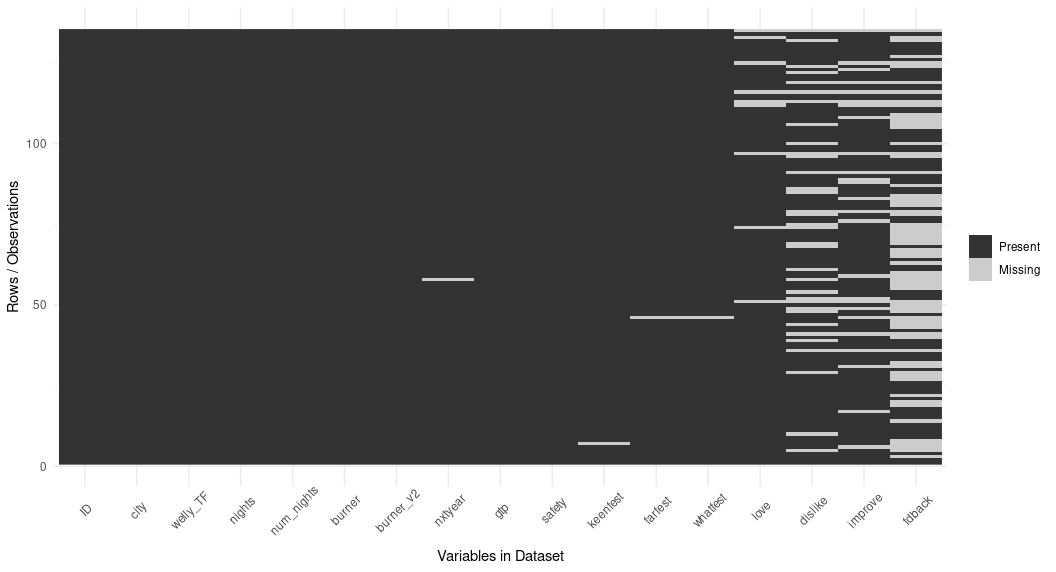 100
50
0
Rows / Observations
ID
city
welly_TF
nights
num_nights
burner
burner_v2
nxtyear
gtp
safety
keenfest
farfest
whatfest
love
dislike
improve
fdback
Variables in Dataset
Present
Missing